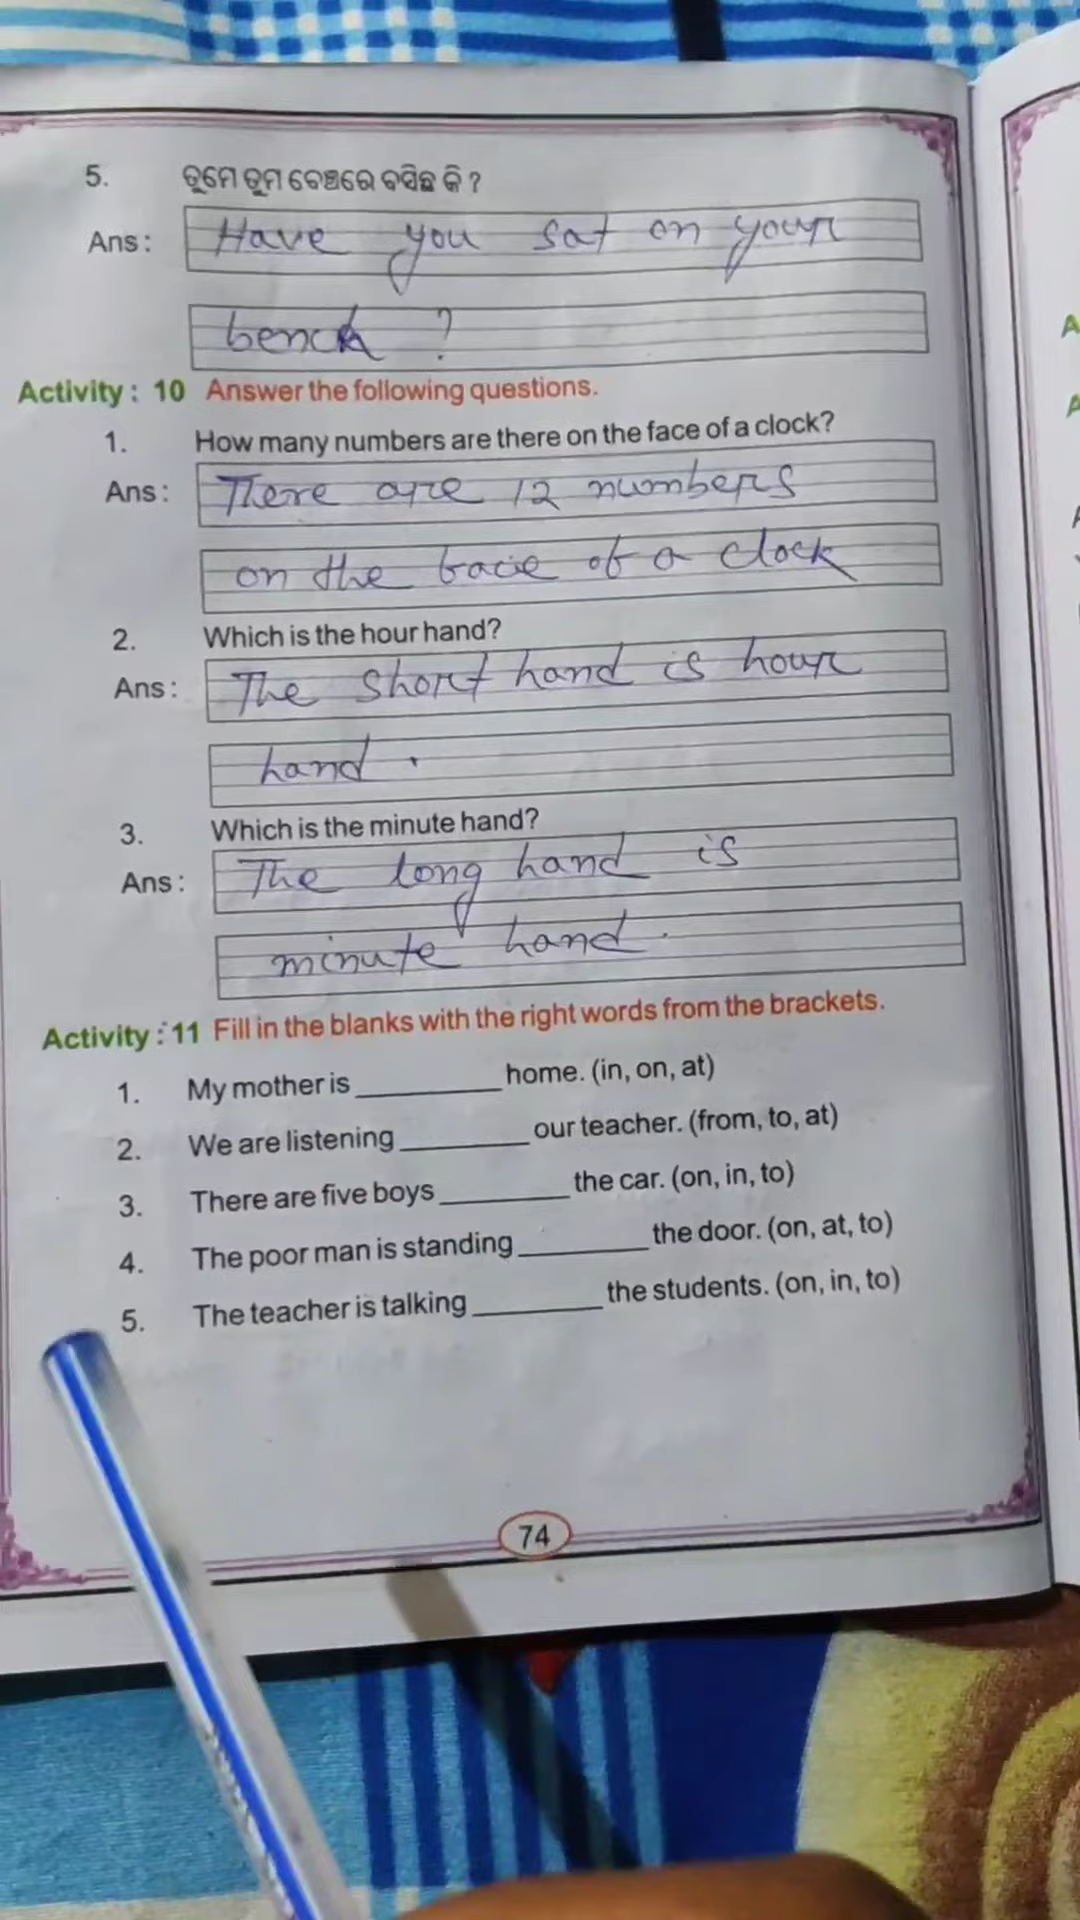 5. ତୁମେ ତୁମ ବେଞ୍ଚରେ ବସିଛ କି ?
Ans : Have you sat on your
bench ?
Activity : 10 Answer the following questions.
1. How many numbers are there on the face of a clock?
Ans : There are 12 numbers
on the face of a clock
2. Which is the hour hand?
Ans : The short hand is hour
hand .
3. Which is the minute hand?
Ans : The long hand is
minute hand .
Activity : 11 Fill in the blanks with the right words from the brackets.
1. My mother is _________ home. (in, on, at)
2. We are listening ________ our teacher. (from, to, at)
3. There are five boys ________ the car. (on, in, to)
4. The poor man is standing ________ the door. (on, at, to)
5. The teacher is talking ________ the students. (on, in, to)
74